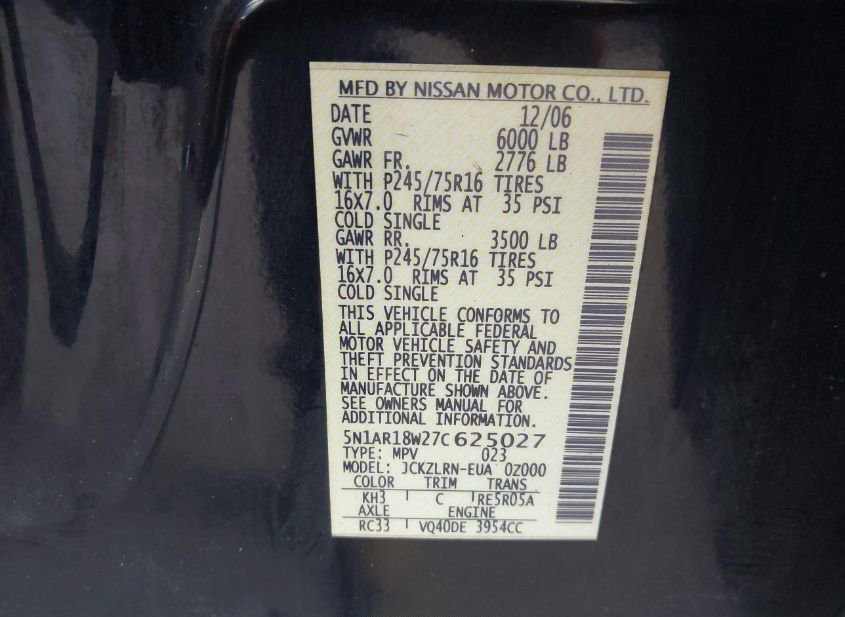 MFD BY NISSAN MOTOR CO., LTD.
DATE 12/06
GVWR 6000 LB
GAWR FR. 2776 LB
WITH P245/75R16 TIRES
16X7.0 RIMS AT 35 PSI
COLD SINGLE
GAWR RR. 3500 LB
WITH P245/75R16 TIRES
16X7.0 RIMS AT 35 PSI
COLD SINGLE
THIS VEHICLE CONFORMS TO
ALL APPLICABLE FEDERAL
MOTOR VEHICLE SAFETY AND
THEFT PREVENTION STANDARDS
IN EFFECT ON THE DATE OF
MANUFACTURE SHOWN ABOVE.
SEE OWNERS MANUAL FOR
ADDITIONAL INFORMATION.
5N1AR18W27C625027
TYPE: MPV 023
MODEL: JCKZLRN-EUA 0Z000
COLOR TRIM TRANS
KH3 C RE5R05A
AXLE ENGINE
RC33 VQ40DE 3954CC